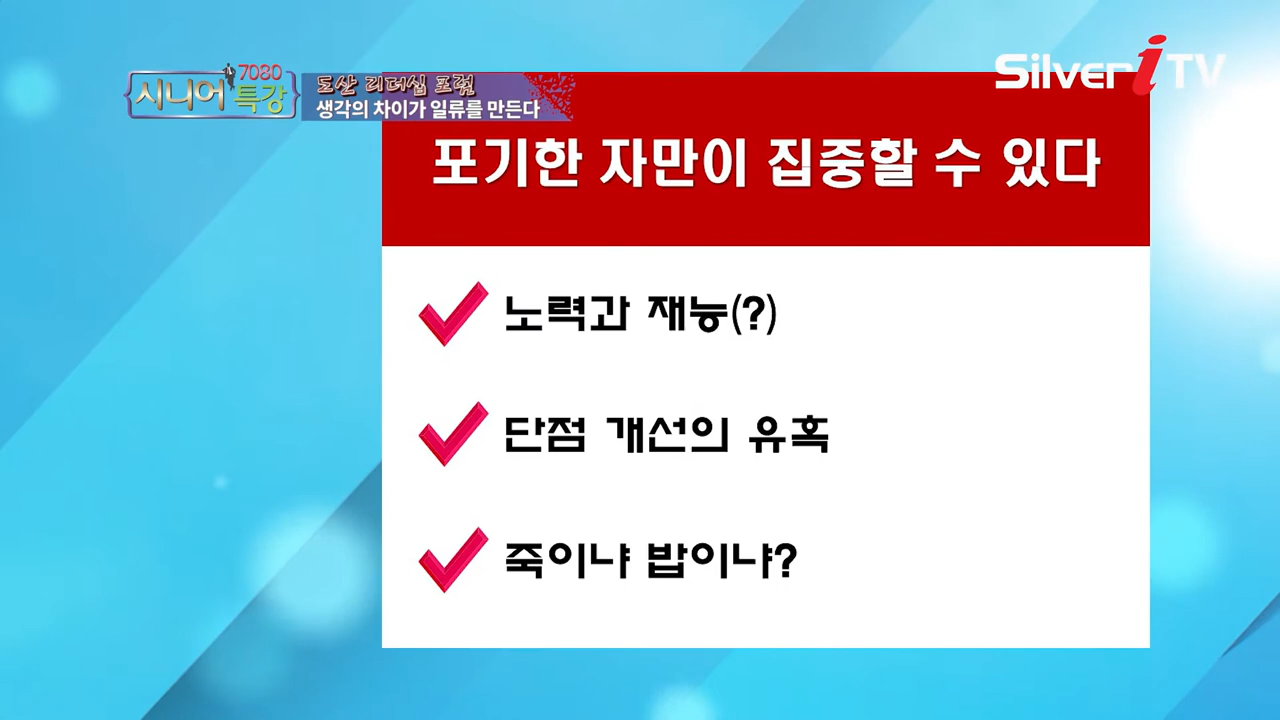 시니어 7080 특강
도산 리더십 포럼
생각의 차이가 일류를 만든다
Silver i TV
포기한 자만이 집중할 수 있다
노력과 재능(?)
단점 개선의 유혹
죽이냐 밥이냐?